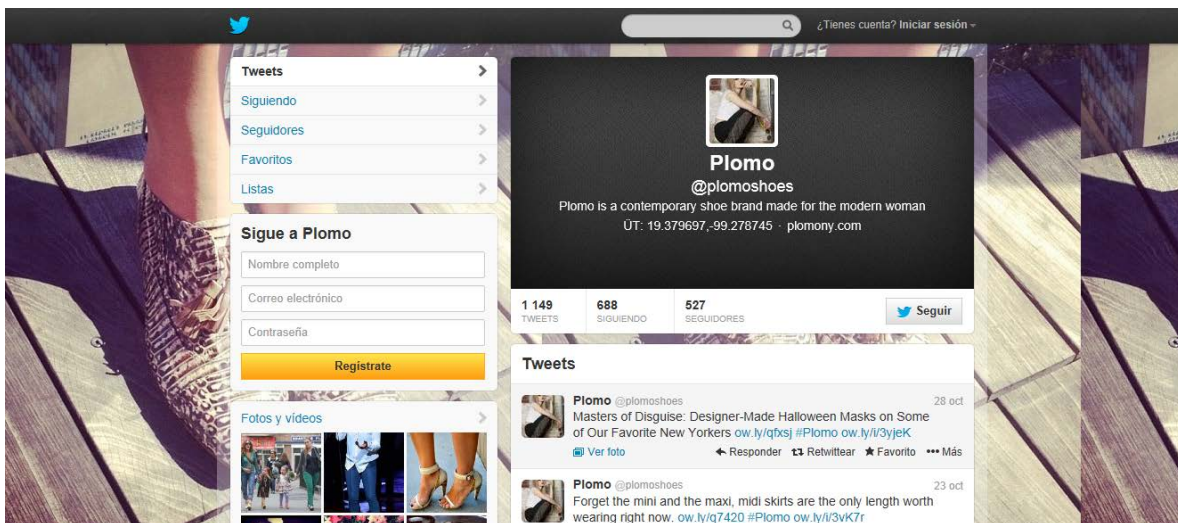 ¿Tienes cuenta? Iniciar sesión
Tweets
Siguiendo
Seguidores
Favoritos
Listas
Sigue a Plomo
Nombre completo
Correo electrónico
Contraseña
Regístrate
Fotos y vídeos
Plomo
@plomoshoes
Plomo is a contemporary shoe brand made for the modern woman
ÜT: 19.379697,-99.278745 · plomony.com
1 149 688 527
TWEETS SIGUIENDO SEGUIDORES
Seguir
Tweets
Plomo @plomoshoes 28 oct
Masters of Disguise: Designer-Made Halloween Masks on Some
of Our Favorite New Yorkers ow.ly/qfxsj #Plomo ow.ly/i/3yjeK
Ver foto Responder Retwittear Favorito Más
Plomo @plomoshoes 23 oct
Forget the mini and the maxi, midi skirts are the only length worth
wearing right now. ow.ly/q7420 #Plomo ow.ly/i/3vK7r